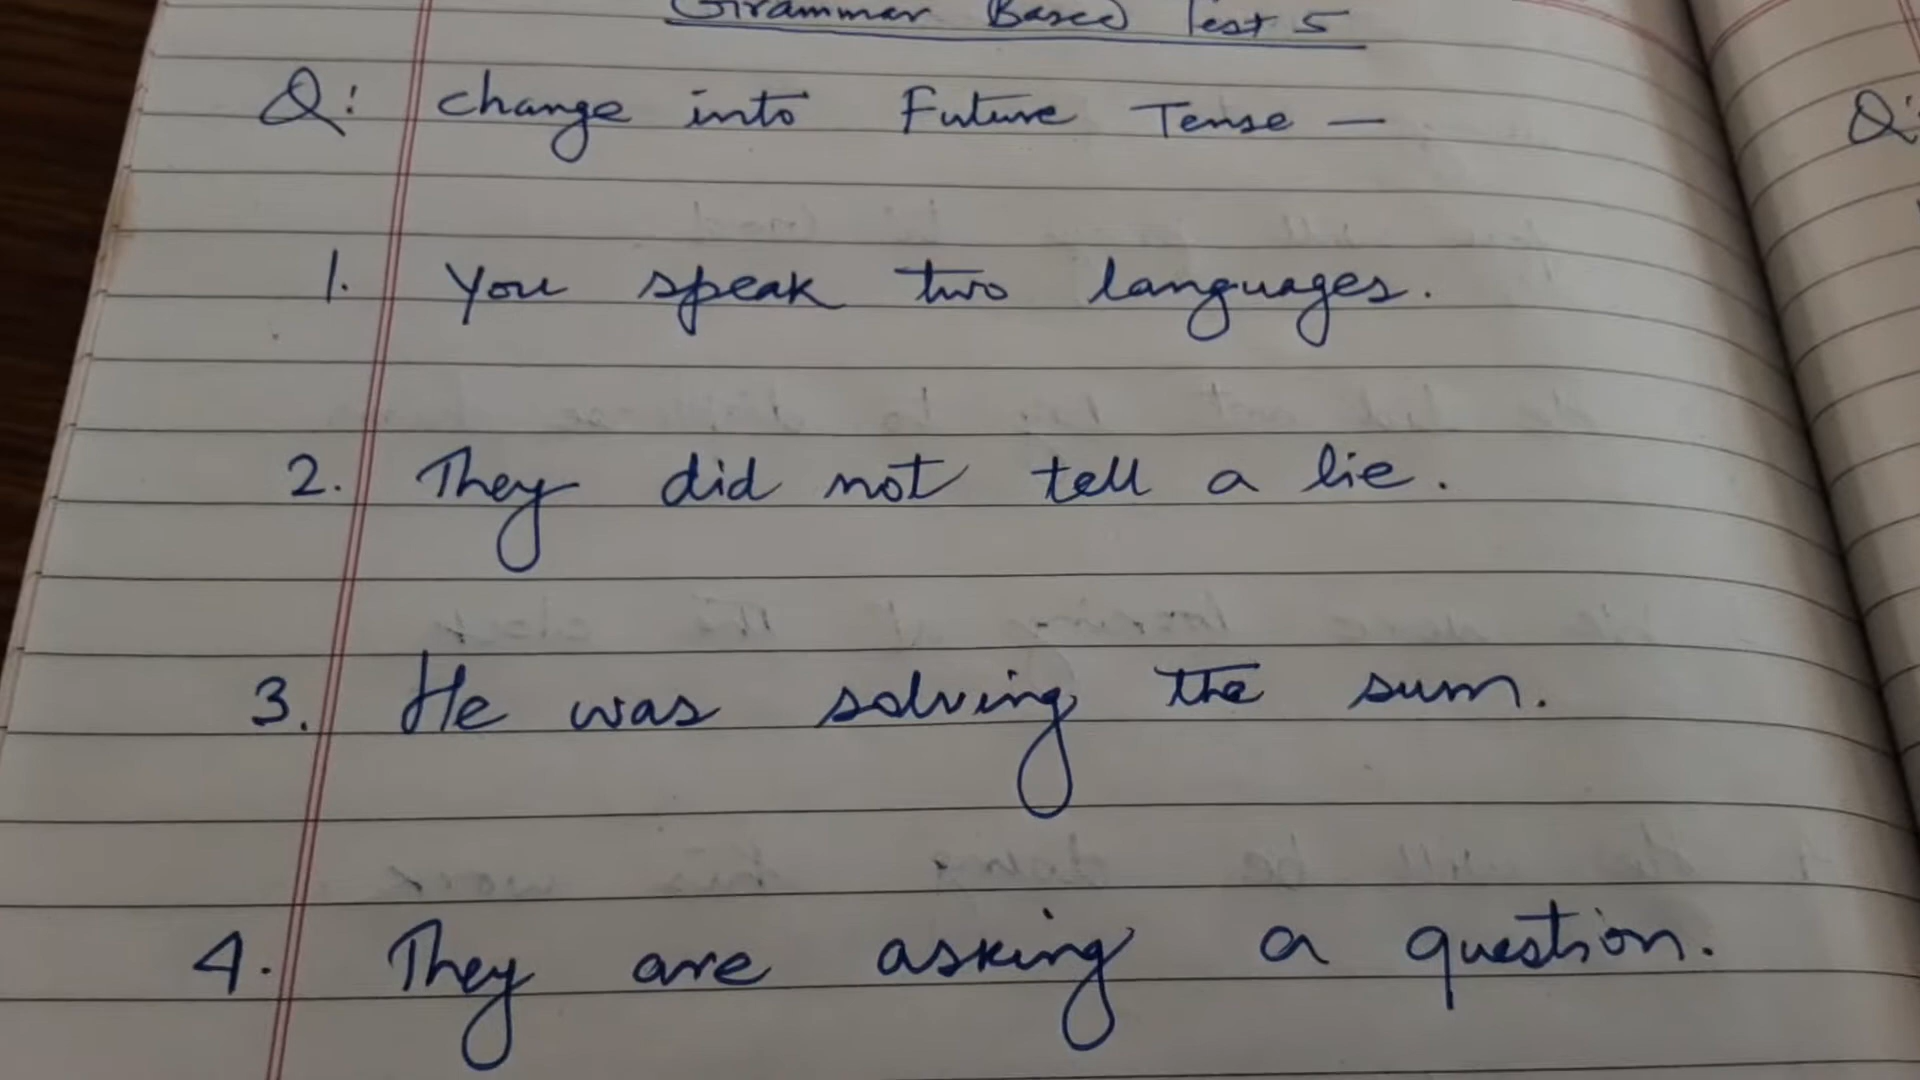 Grammar Based Test 5
Q: Change into Future Tense —
1. You speak two languages.
2. They did not tell a lie.
3. He was solving the sum.
4. They are asking a question.
Q: